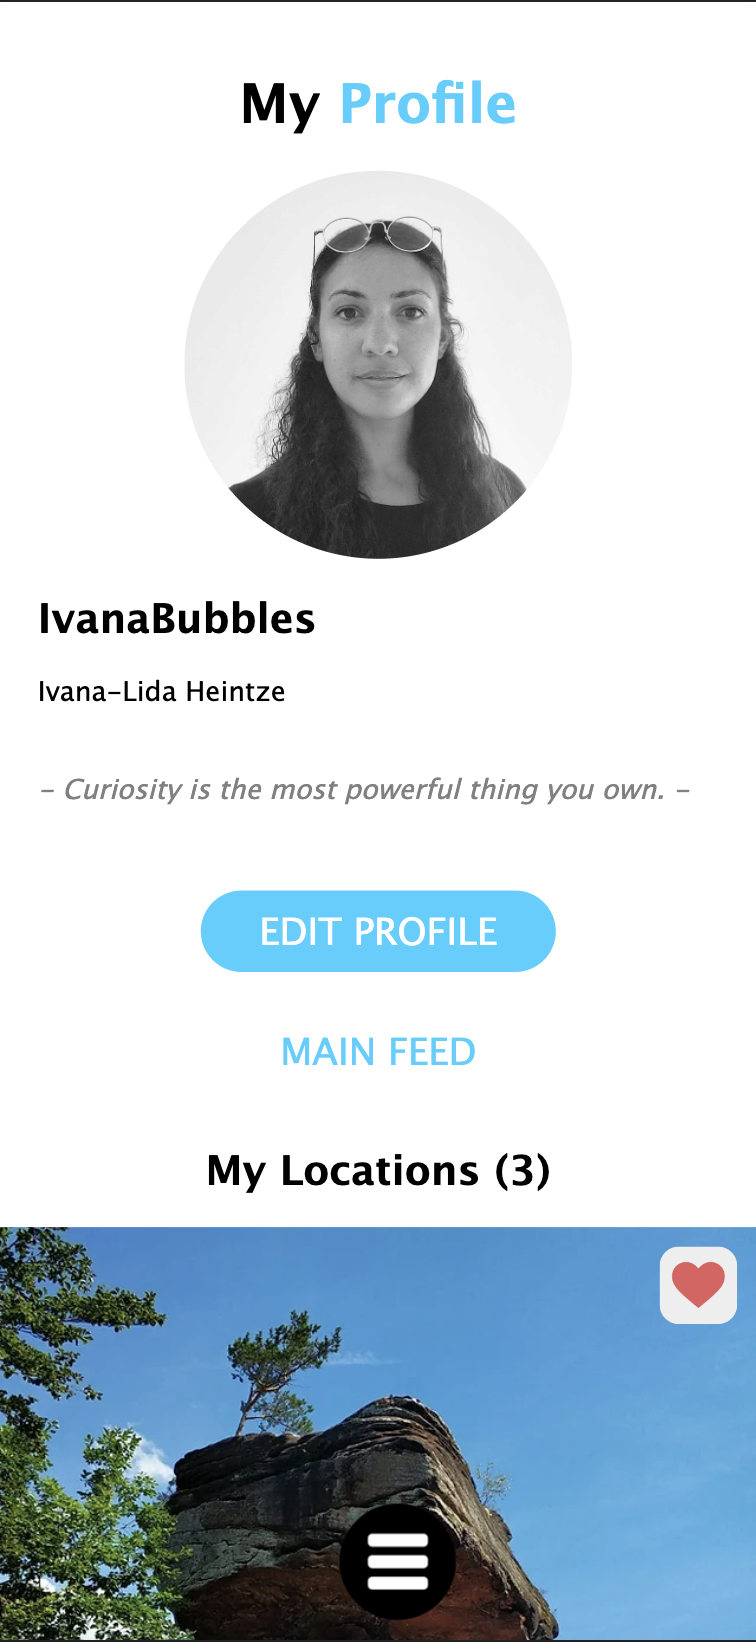 My Profile
IvanaBubbles
Ivana-Lida Heintze
- Curiosity is the most powerful thing you own. -
EDIT PROFILE
MAIN FEED
My Locations (3)